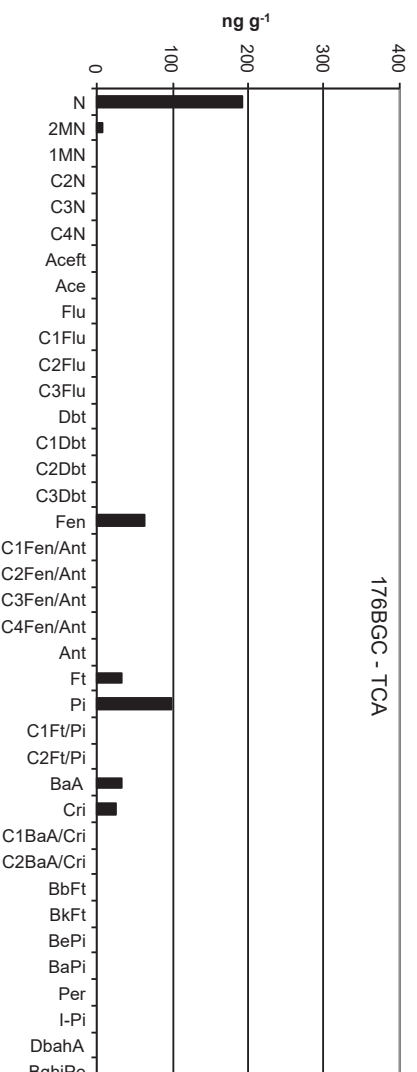 ng g-1
0
100
200
300
400
N
2MN
1MN
C2N
C3N
C4N
Aceft
Ace
Flu
C1Flu
C2Flu
C3Flu
Dbt
C1Dbt
C2Dbt
C3Dbt
Fen
C1Fen/Ant
C2Fen/Ant
C3Fen/Ant
C4Fen/Ant
Ant
Ft
Pi
C1Ft/Pi
C2Ft/Pi
BaA
Cri
C1BaA/Cri
C2BaA/Cri
BbFt
BkFt
BePi
BaPi
Per
I-Pi
DbahA
176BGC - TCA